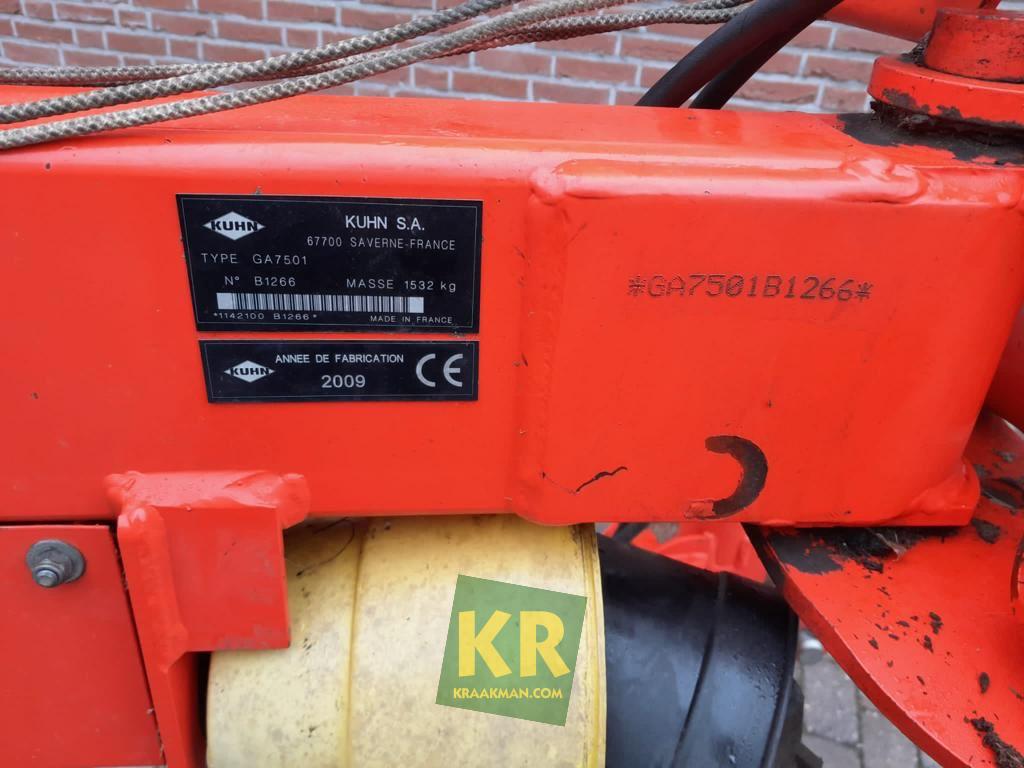 KUHN
KUHN S.A.
67700 SAVERNE-FRANCE
TYPE GA7501
N° B1266 MASSE 1532 kg
*1142100 B1266*
MADE IN FRANCE
KUHN
ANNEE DE FABRICATION
2009
CE
*GA7501B1266*
KR
KRAAKMAN.COM